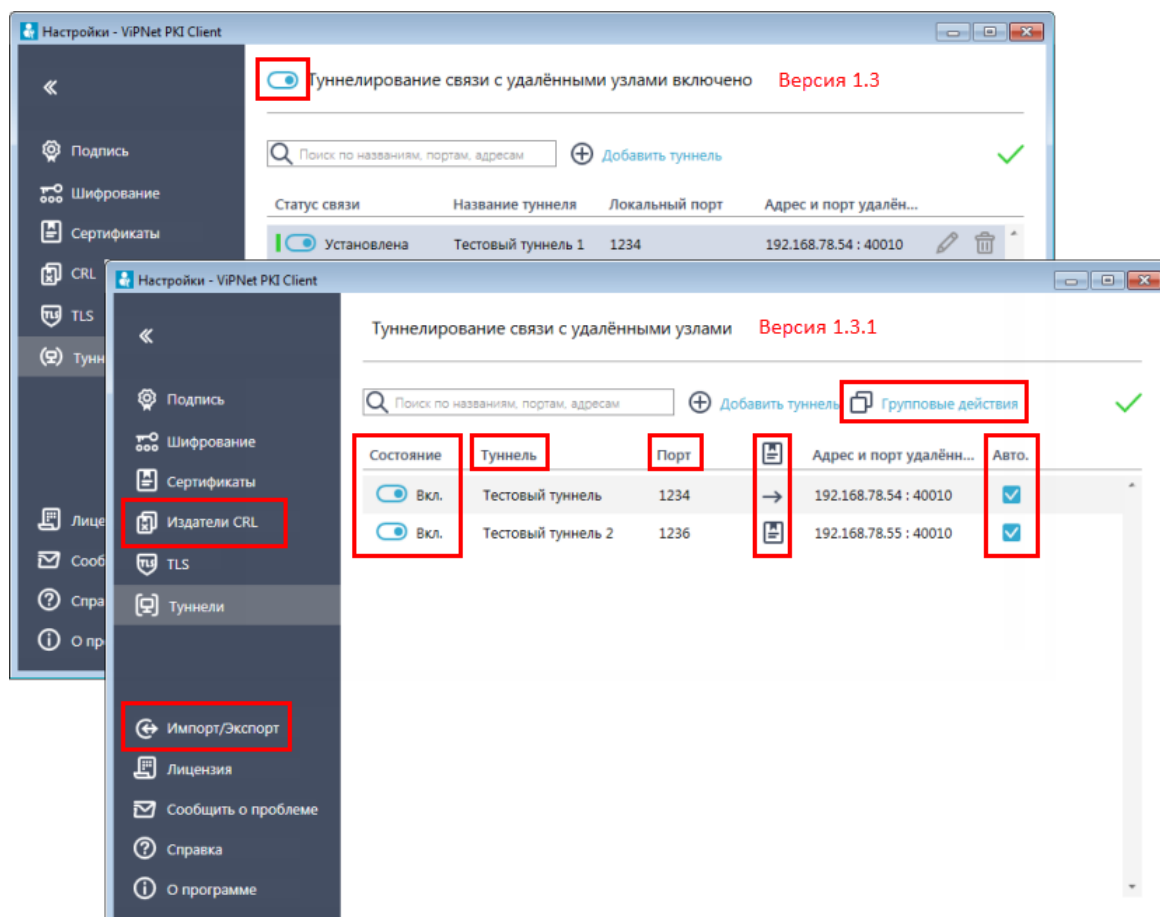 Настройки - ViPNet PKI Client
Туннелирование связи с удалёнными узлами включено Версия 1.3
Подпись
Шифрование
Сертификаты
CRL
TLS
Тунн
Лице
Сооб
Спра
О пр
Поиск по названиям, портам, адресам Добавить туннель
Статус связи Название туннеля Локальный порт Адрес и порт удалён...
Установлена Тестовый туннель 1 1234 192.168.78.54 : 40010
Настройки - ViPNet PKI Client
Туннелирование связи с удалёнными узлами Версия 1.3.1
Подпись
Шифрование
Сертификаты
Издатели CRL
TLS
Туннели
Импорт/Экспорт
Лицензия
Сообщить о проблеме
Справка
О программе
Поиск по названиям, портам, адресам Добавить туннель Групповые действия
Состояние Туннель Порт Адрес и порт удалённ... Авто.
Вкл. Тестовый туннель 1234 192.168.78.54 : 40010
Вкл. Тестовый туннель 2 1236 192.168.78.55 : 40010